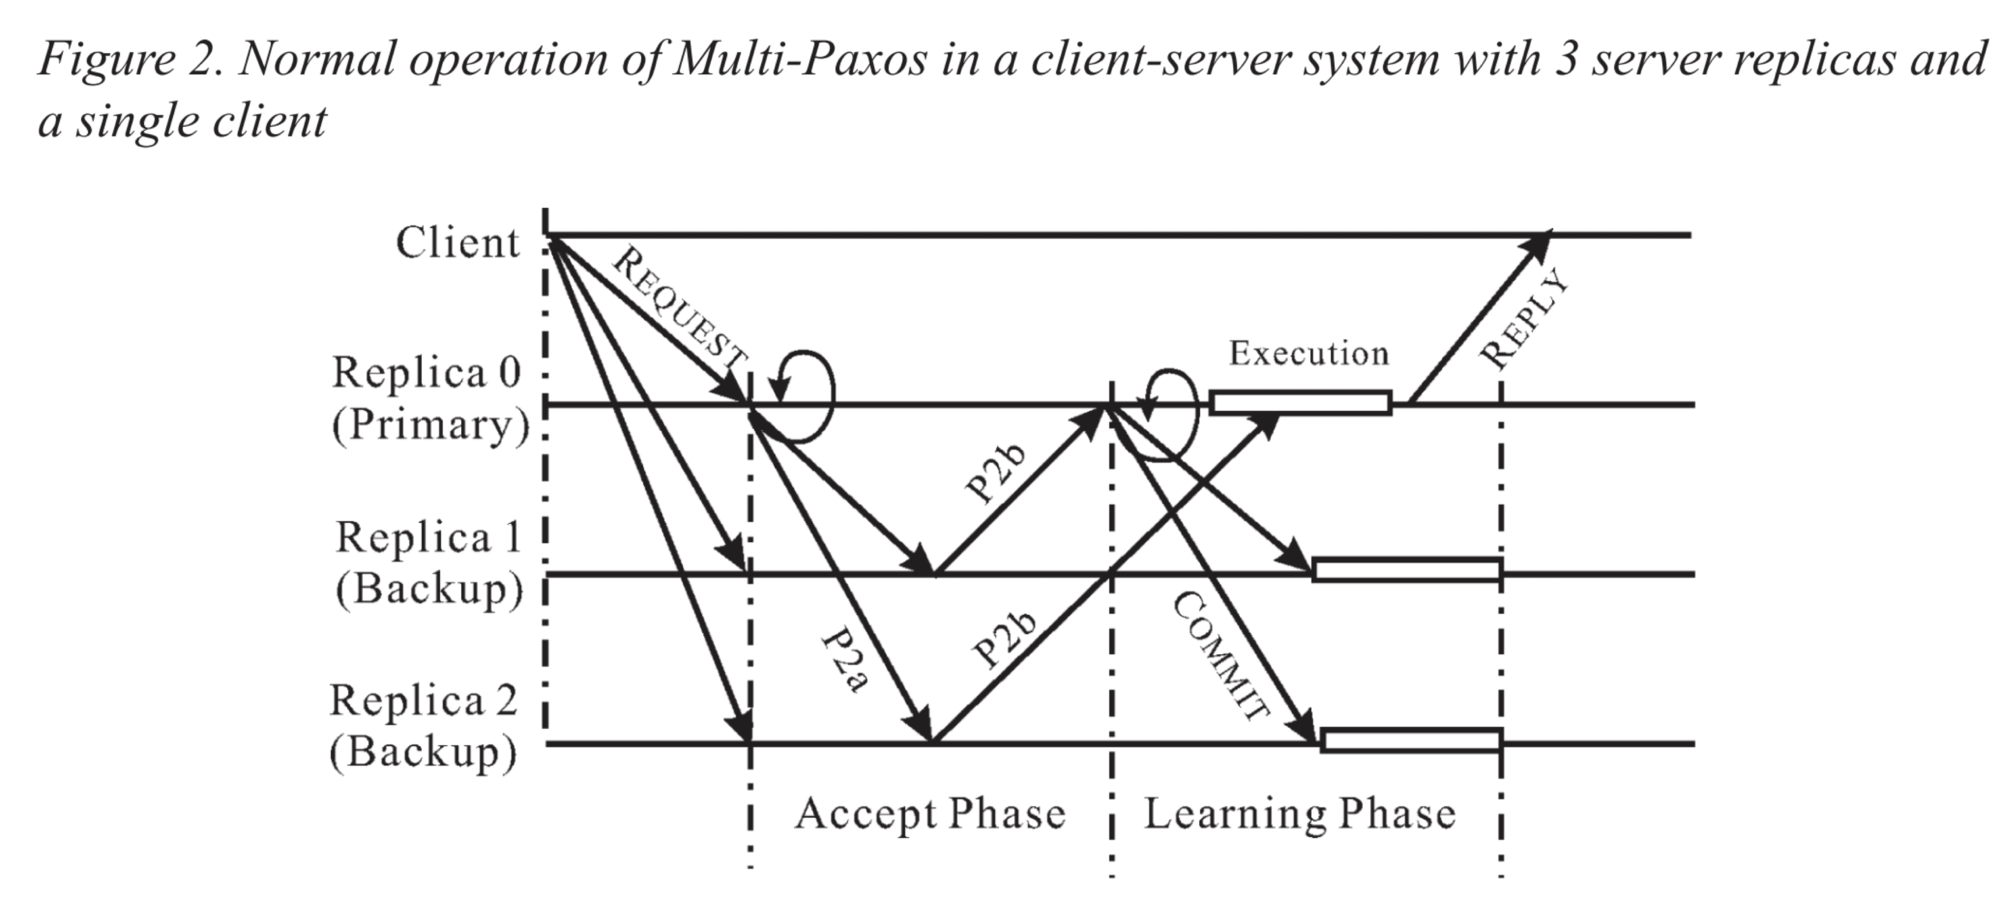 Figure 2. Normal operation of Multi-Paxos in a client-server system with 3 server replicas and
a single client
Client
REQUEST
Replica 0
(Primary)
Execution
REPLY
P2b
Replica 1
(Backup)
P2a
P2b
COMMIT
Replica 2
(Backup)
Accept Phase
Learning Phase